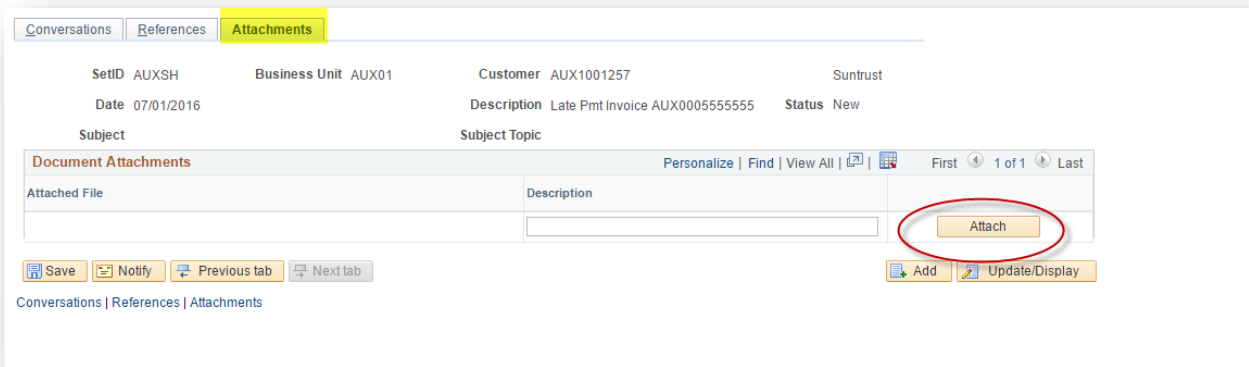 Conversations References Attachments
SetID AUXSH Business Unit AUX01 Customer AUX1001257 Suntrust
Date 07/01/2016 Description Late Pmt Invoice AUX0005555555 Status New
Subject Subject Topic
Document Attachments Personalize | Find | View All | | First 1 of 1 Last
Attached File Description
Attach
Save Notify Previous tab Next tab Add Update/Display
Conversations | References | Attachments